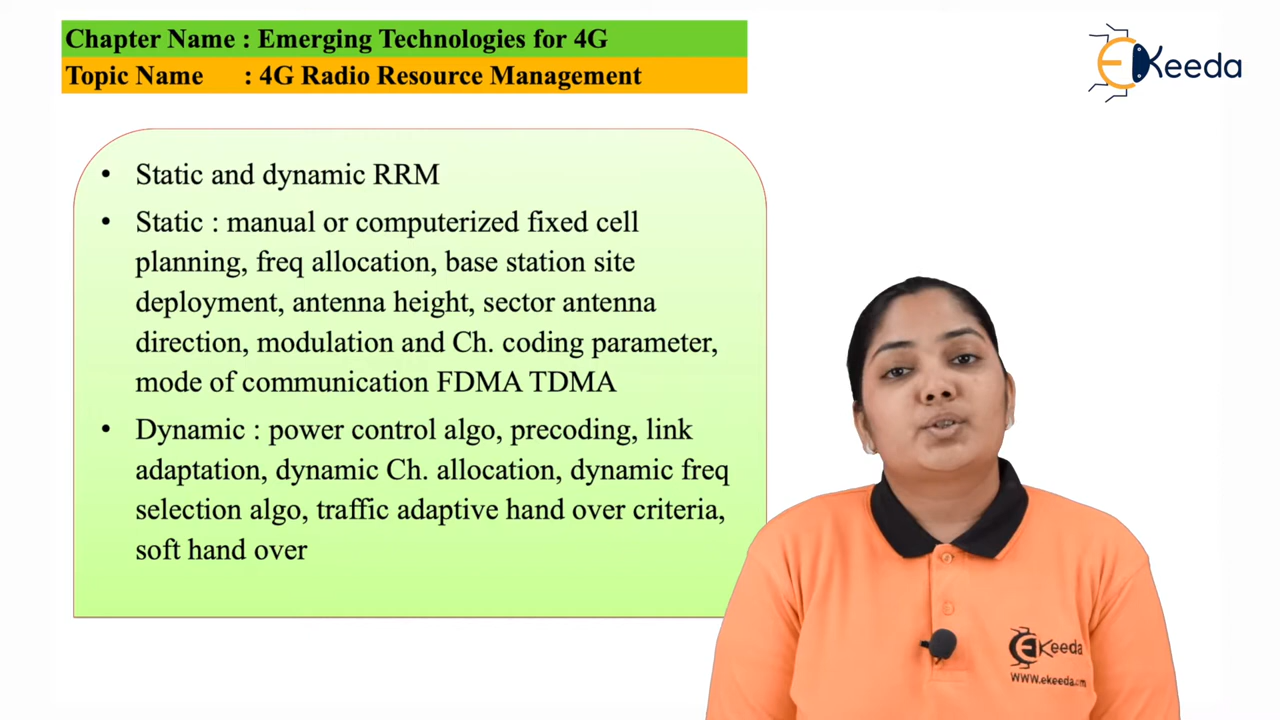 Chapter Name : Emerging Technologies for 4G
Topic Name : 4G Radio Resource Management
EKeeda
• Static and dynamic RRM
• Static : manual or computerized fixed cell
planning, freq allocation, base station site
deployment, antenna height, sector antenna
direction, modulation and Ch. coding parameter,
mode of communication FDMA TDMA
• Dynamic : power control algo, precoding, link
adaptation, dynamic Ch. allocation, dynamic freq
selection algo, traffic adaptive hand over criteria,
soft hand over
EKeeda
WWW.ekeeda.com